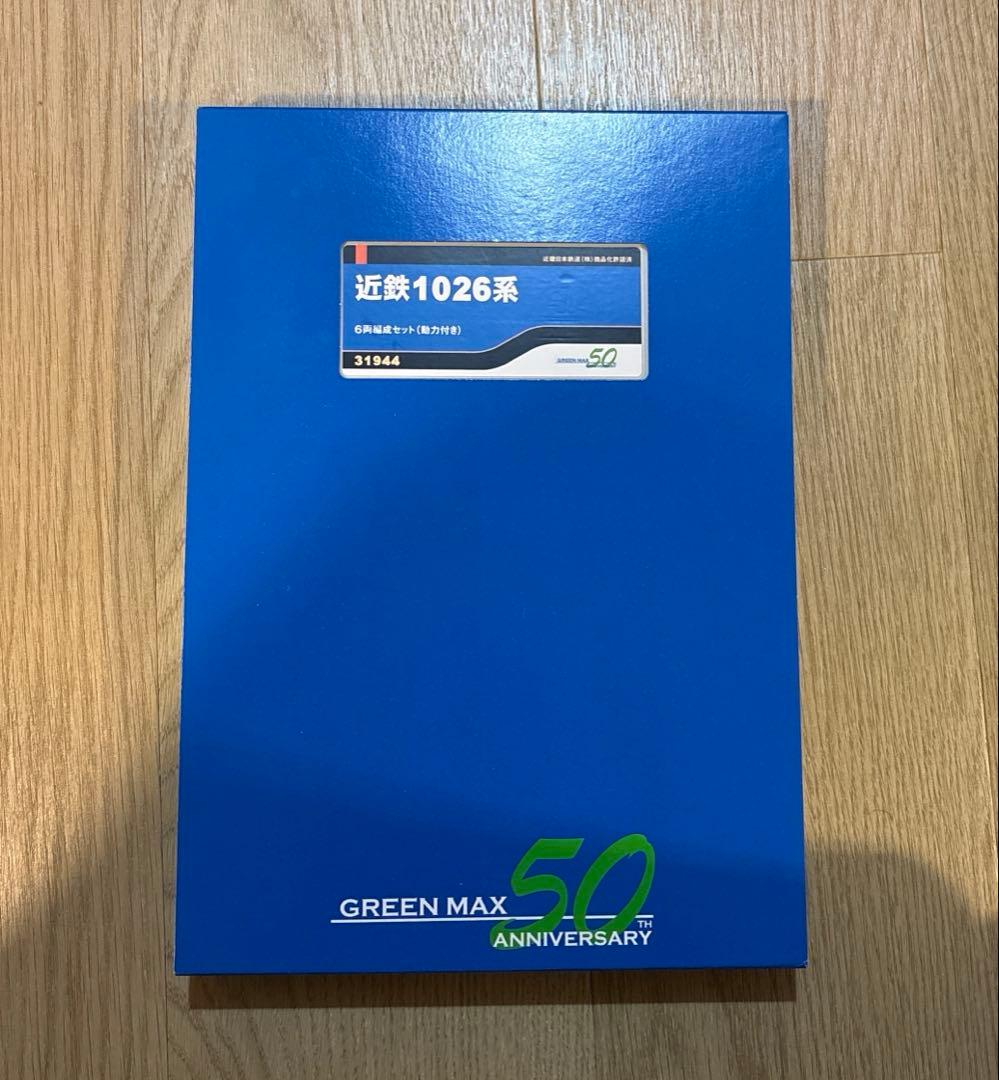 近畿日本鉄道(株)商品化許諾済
近鉄1026系
6両編成セット(動力付き)
31944
GREEN MAX 50
GREEN MAX 50TH
ANNIVERSARY